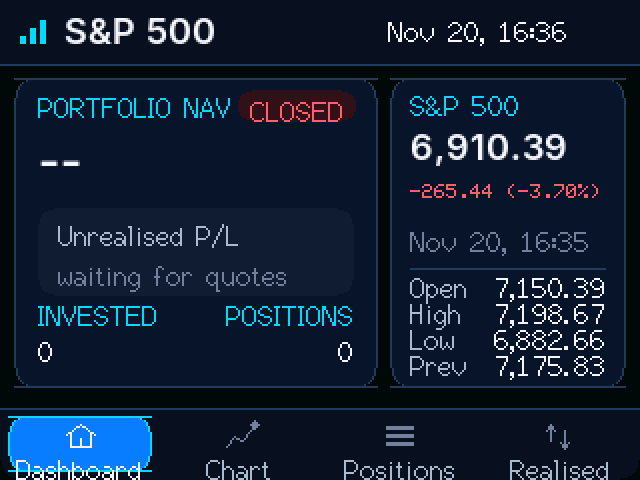 S&P 500
Nov 20, 16:36
PORTFOLIO NAV CLOSED
--
Unrealised P/L
waiting for quotes
INVESTED POSITIONS
0 0
S&P 500
6,910.39
-265.44 (-3.70%)
Nov 20, 16:35
Open 7,150.39
High 7,198.67
Low 6,882.66
Prev 7,175.83
Dashboard Chart Positions Realised